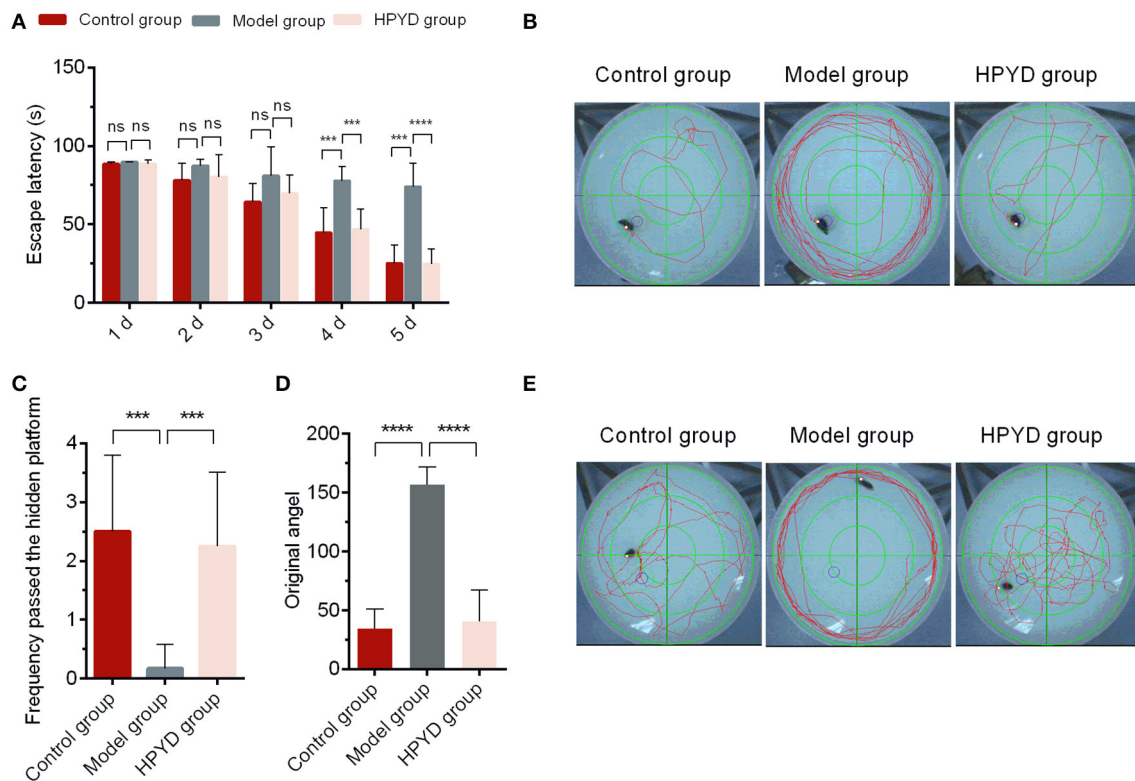 A Control group Model group HPYD group
Escape latency (s)
150
100
50
0
ns ns
ns ns
ns ns
*** ***
*** ****
1 d 2 d 3 d 4 d 5 d
B
Control group Model group HPYD group
C
Frequency passed the hidden platform
4
3
2
1
0
*** ***
Control group Model group HPYD group
D
Original angel
200
150
100
50
0
**** ****
Control group Model group HPYD group
E
Control group Model group HPYD group